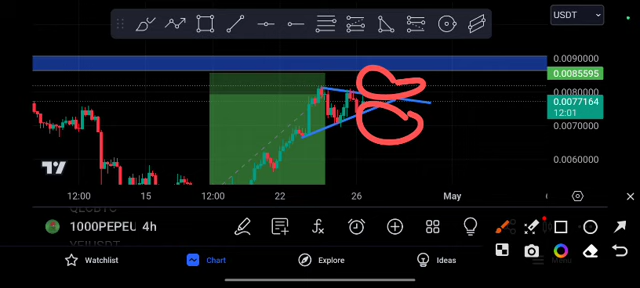 USDT
0.0090000
0.0085595
0.0080000
0.0077164
12:01
0.0070000
0.0060000
12:00
15
12:00
22
26
May
1000PEPEU 4h
Watchlist
Chart
Explore
Ideas